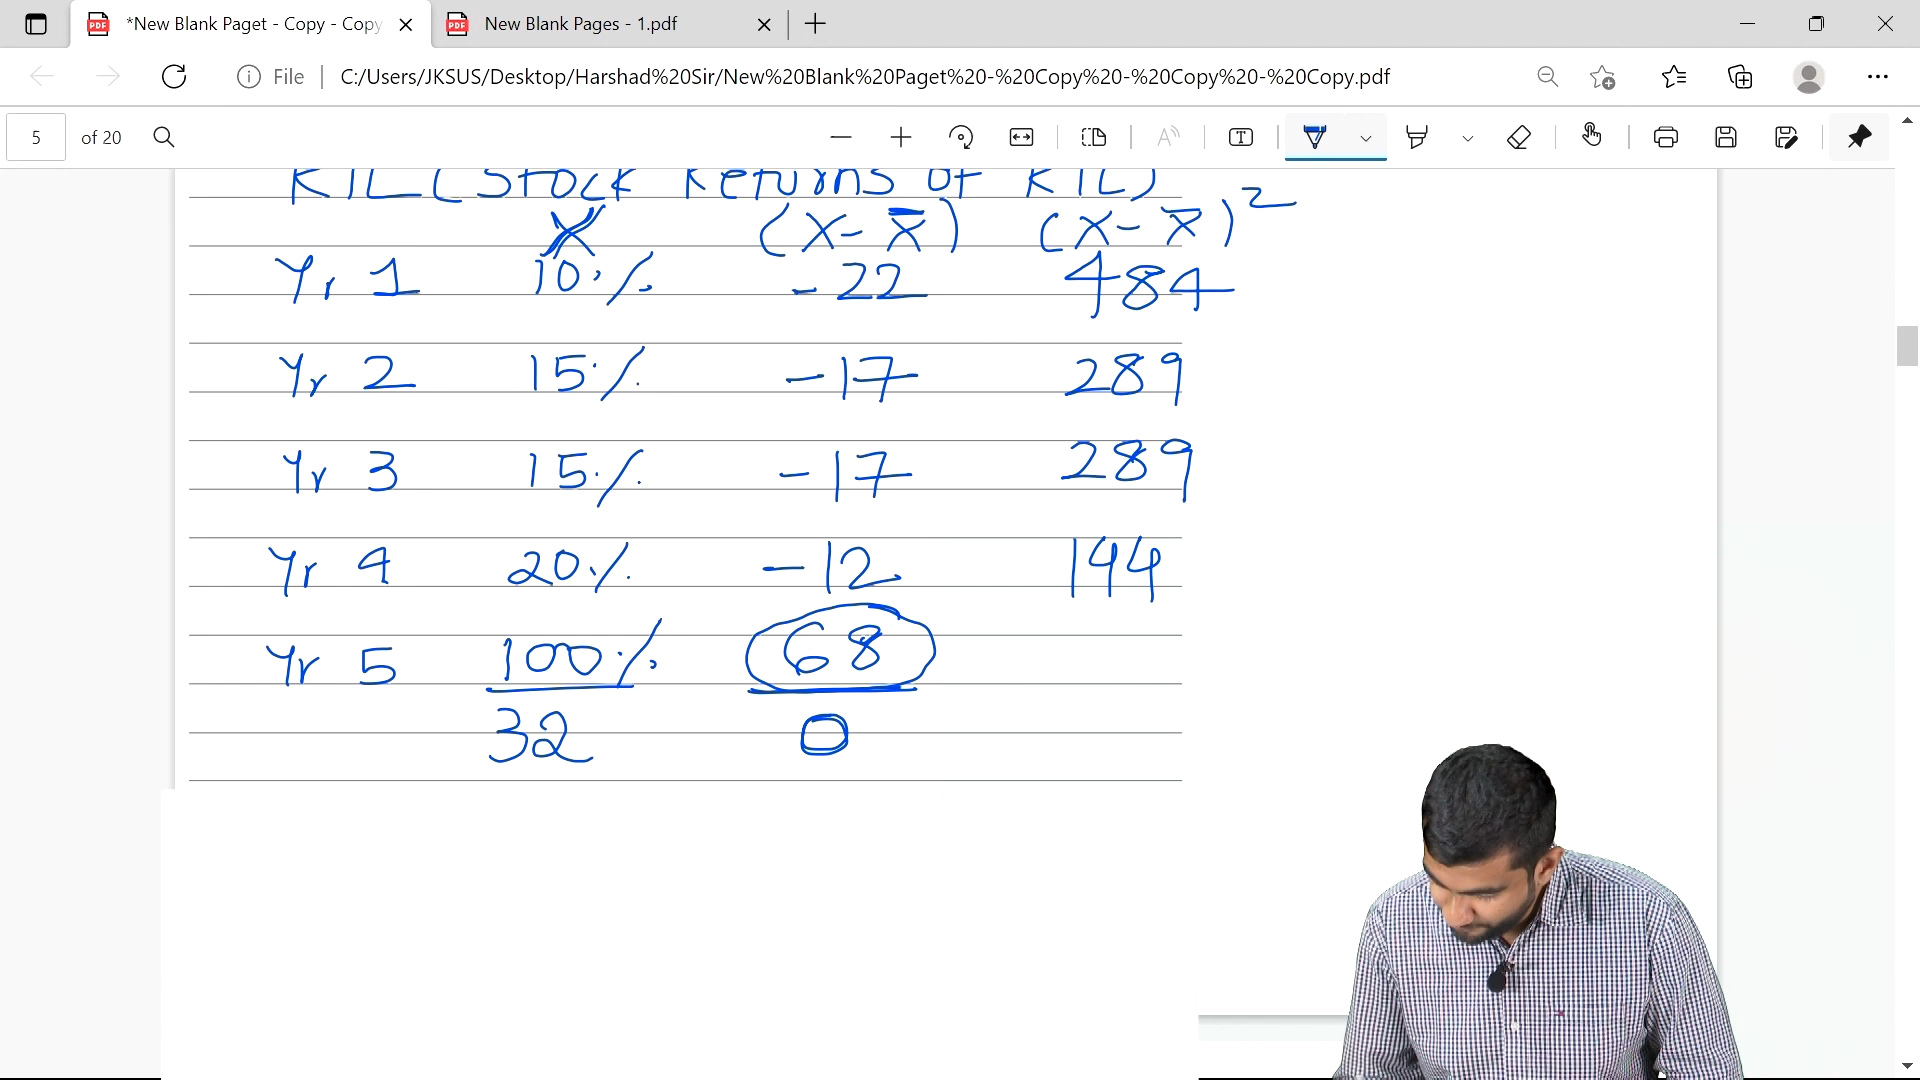 *New Blank Paget - Copy - Copy
New Blank Pages - 1.pdf
File
C:/Users/JKSUS/Desktop/Harshad%20Sir/New%20Blank%20Paget%20-%20Copy%20-%20Copy%20-%20Copy.pdf
5 of 20
RIL (Stock Returns of RIL)
X (X - X̄) (X - X̄)²
Yr 1 10% -22 484
Yr 2 15% -17 289
Yr 3 15% -17 289
Yr 4 20% -12 144
Yr 5 100% 68
32 0